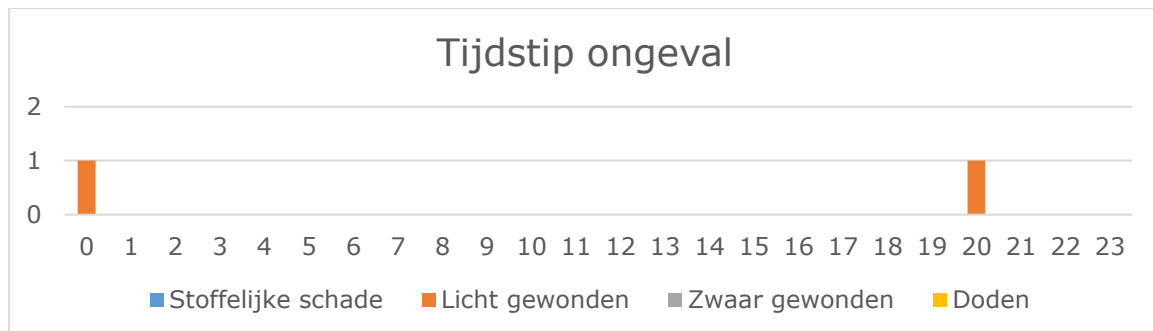 Tijdstip ongeval
2
1
0
0 1 2 3 4 5 6 7 8 9 10 11 12 13 14 15 16 17 18 19 20 21 22 23
Stoffelijke schade Licht gewonden Zwaar gewonden Doden